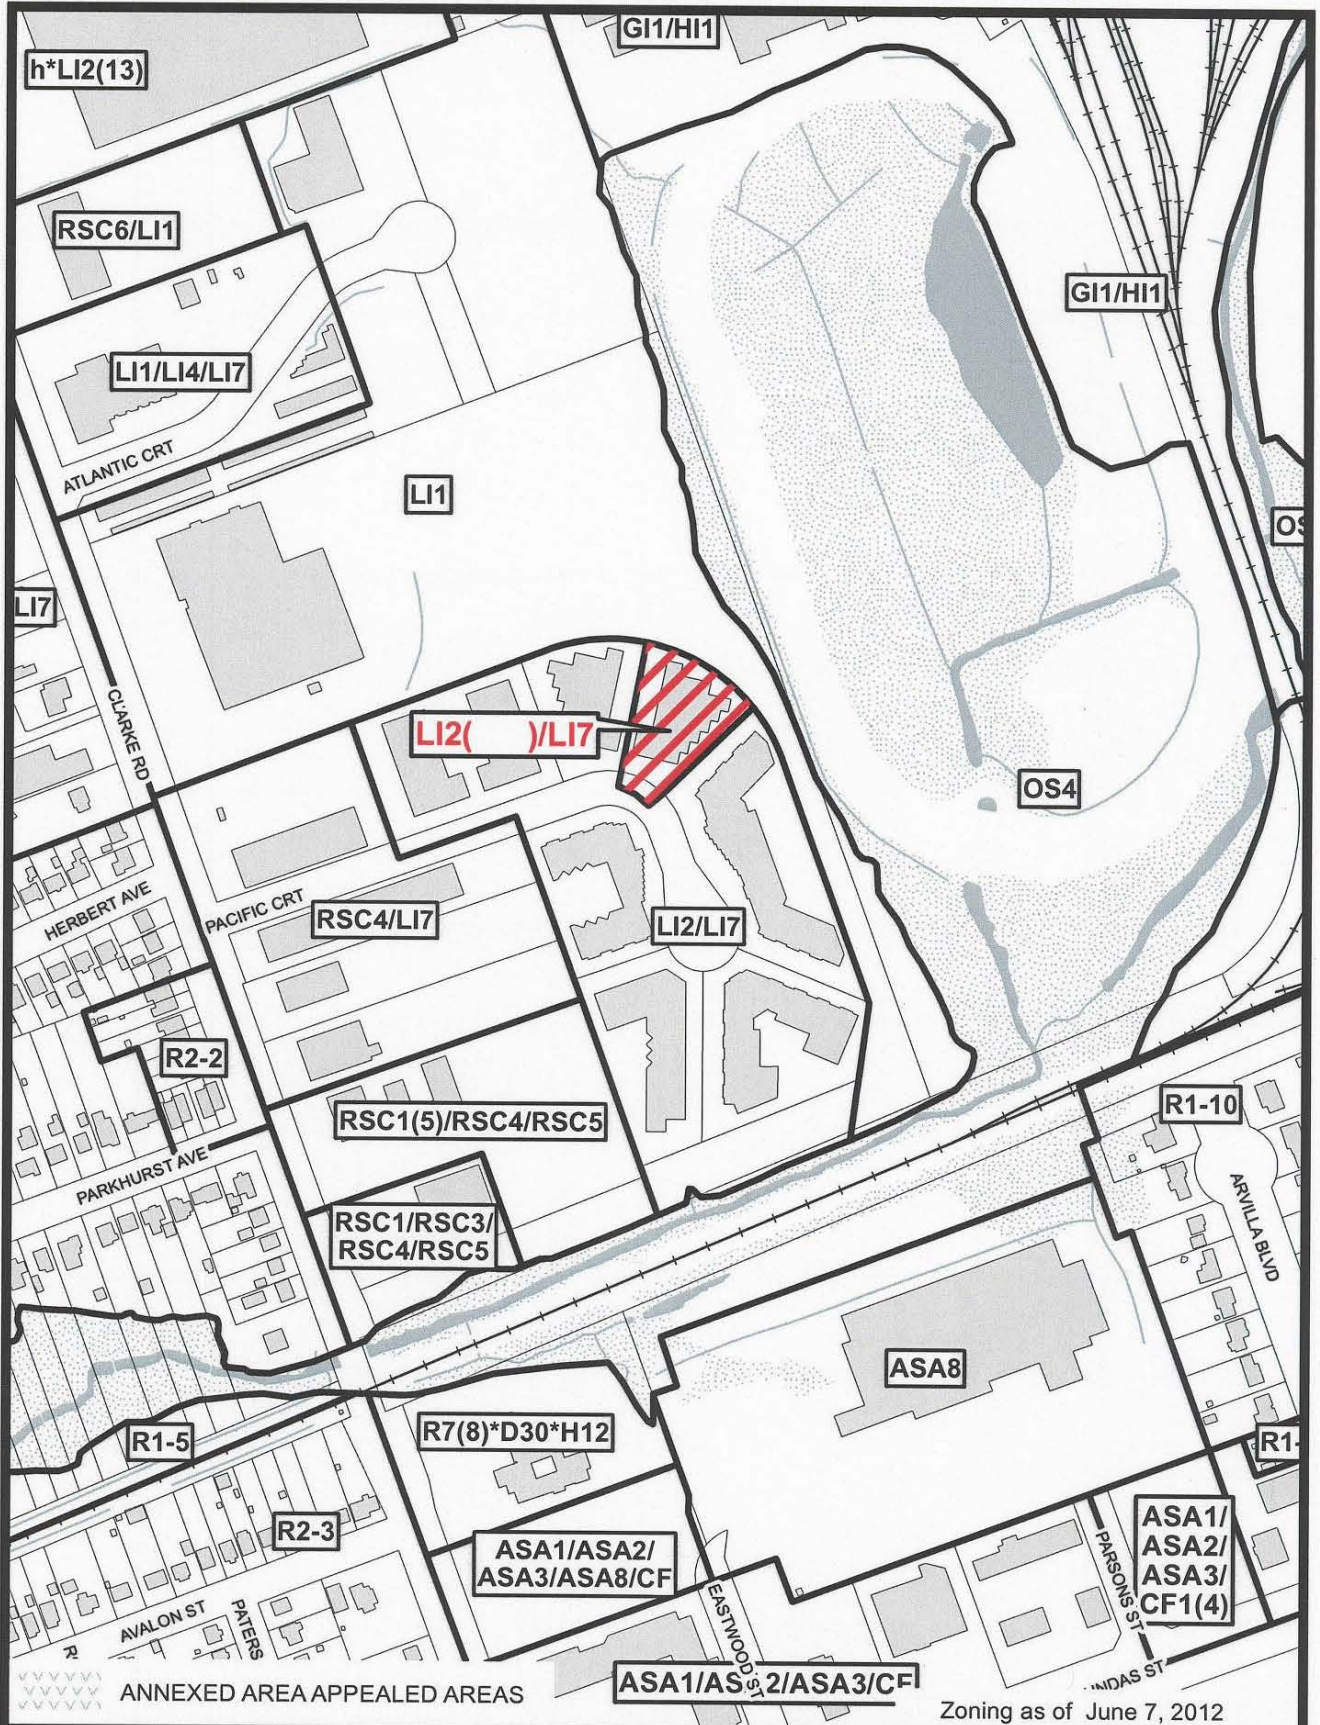 GI1/HI1
h*LI2(13)
RSC6/LI1
GI1/HI1
LI1/LI4/LI7
ATLANTIC CRT
LI1
LI7
CLARKE RD
LI2( )/LI7
OS4
HERBERT AVE
PACIFIC CRT
RSC4/LI7
LI2/LI7
R2-2
RSC1(5)/RSC4/RSC5
R1-10
PARKHURST AVE
ARVILLA BLVD
RSC1/RSC3/
RSC4/RSC5
ASA8
R1-5
R7(8)*D30*H12
R2-3
ASA1/ASA2/
ASA3/ASA8/CF
ASA1/
ASA2/
ASA3/
CF1(4)
PARSONS ST
EASTWOOD ST
AVALON ST
PATERS
ASA1/AS 2/ASA3/CF
UNDAS ST
ANNEXED AREA APPEALED AREAS
Zoning as of June 7, 2012